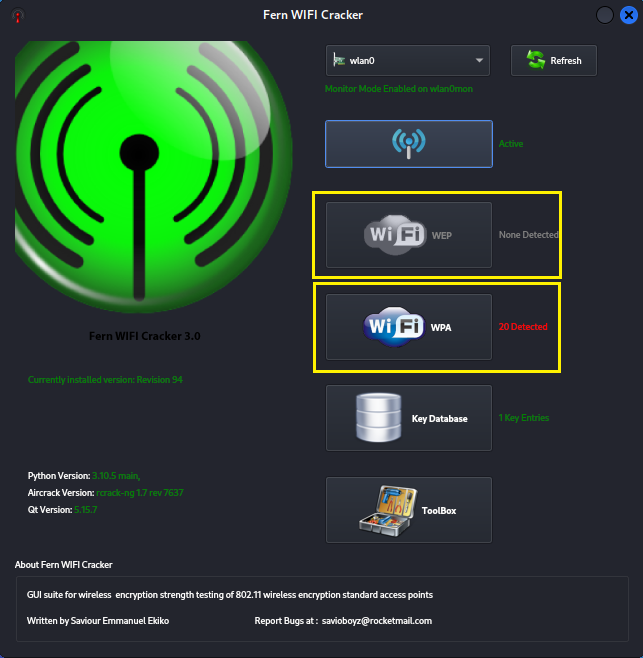 Fern WIFI Cracker
wlan0
Refresh
Monitor Mode Enabled on wlan0mon
Active
WiFi WEP
None Detected
WiFi WPA
20 Detected
Fern WIFI Cracker 3.0
Currently installed version: Revision 94
Key Database
1 Key Entries
Python Version: 3.10.5 main,
Aircrack Version: rcrack-ng 1.7 rev 7637
Qt Version: 5.15.7
ToolBox
About Fern WIFI Cracker
GUI suite for wireless encryption strength testing of 802.11 wireless encryption standard access points
Written by Saviour Emmanuel Ekiko
Report Bugs at : savioboyz@rocketmail.com